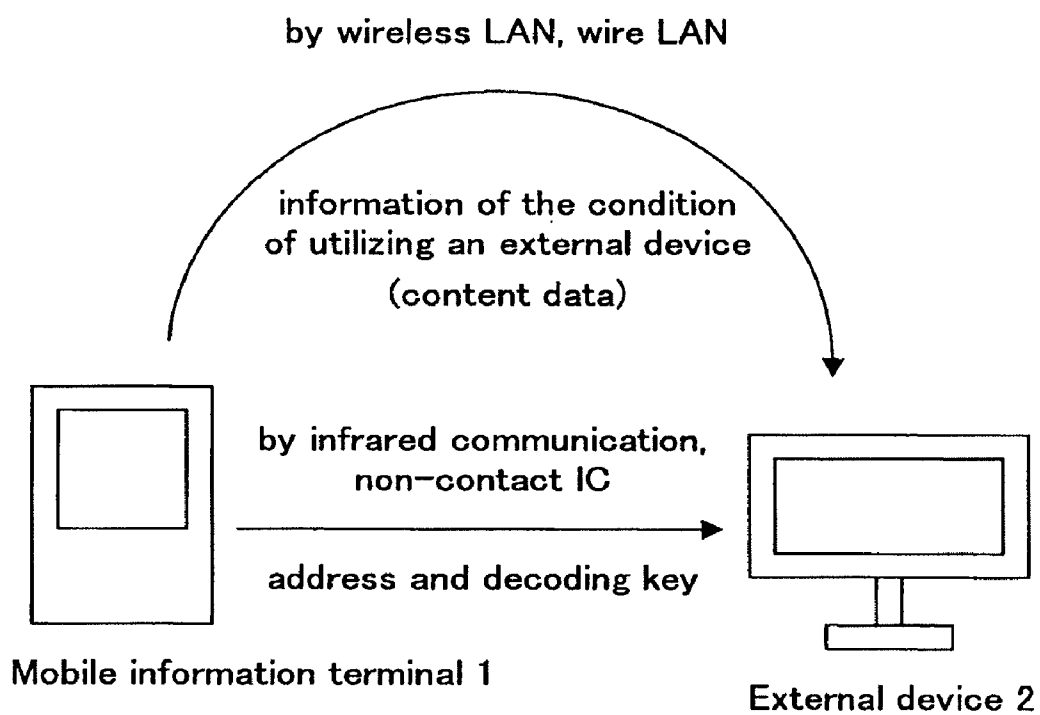 by wireless LAN, wire LAN
information of the condition
of utilizing an external device
(content data)
by infrared communication,
non-contact IC
address and decoding key
Mobile information terminal 1
External device 2